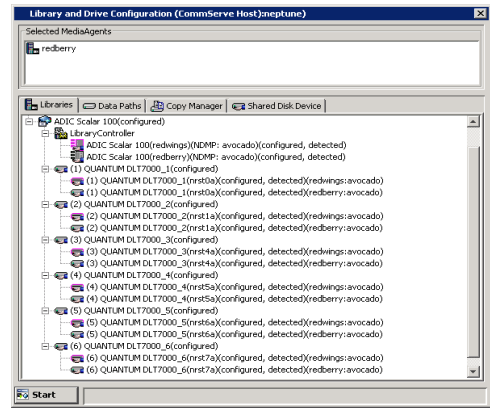 Library and Drive Configuration (CommServe Host):neptune)
Selected MediaAgents
redberry
Libraries Data Paths Copy Manager Shared Disk Device
ADIC Scalar 100(configured)
LibraryController
ADIC Scalar 100(redwings)(NDMP: avocado)(configured, detected)
ADIC Scalar 100(redberry)(NDMP: avocado)(configured, detected)
(1) QUANTUM DLT7000_1(configured)
(1) QUANTUM DLT7000_1(nrst0a)(configured, detected)(redwings:avocado)
(1) QUANTUM DLT7000_1(nrst0a)(configured, detected)(redberry:avocado)
(2) QUANTUM DLT7000_2(configured)
(2) QUANTUM DLT7000_2(nrst1a)(configured, detected)(redwings:avocado)
(2) QUANTUM DLT7000_2(nrst1a)(configured, detected)(redberry:avocado)
(3) QUANTUM DLT7000_3(configured)
(3) QUANTUM DLT7000_3(nrst4a)(configured, detected)(redwings:avocado)
(3) QUANTUM DLT7000_3(nrst4a)(configured, detected)(redberry:avocado)
(4) QUANTUM DLT7000_4(configured)
(4) QUANTUM DLT7000_4(nrst5a)(configured, detected)(redwings:avocado)
(4) QUANTUM DLT7000_4(nrst5a)(configured, detected)(redberry:avocado)
(5) QUANTUM DLT7000_5(configured)
(5) QUANTUM DLT7000_5(nrst6a)(configured, detected)(redwings:avocado)
(5) QUANTUM DLT7000_5(nrst6a)(configured, detected)(redberry:avocado)
(6) QUANTUM DLT7000_6(configured)
(6) QUANTUM DLT7000_6(nrst7a)(configured, detected)(redwings:avocado)
(6) QUANTUM DLT7000_6(nrst7a)(configured, detected)(redberry:avocado)
Start